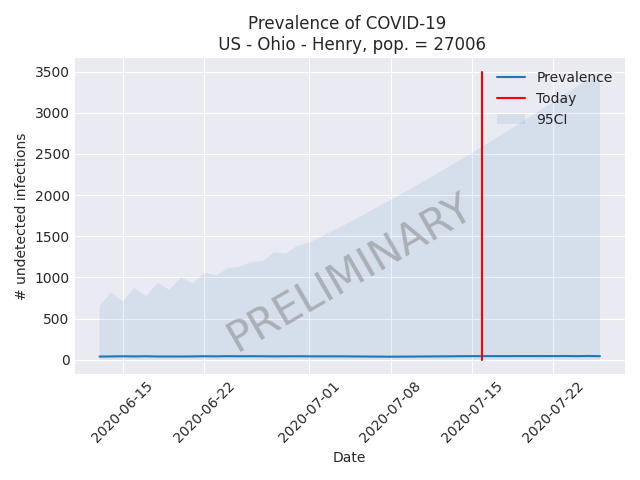 Prevalence of COVID-19
US - Ohio - Henry, pop. = 27006
3500
3000
2500
2000
1500
1000
500
0
# undetected infections
Prevalence
Today
95CI
PRELIMINARY
2020-06-15
2020-06-22
2020-07-01
2020-07-08
2020-07-15
2020-07-22
Date